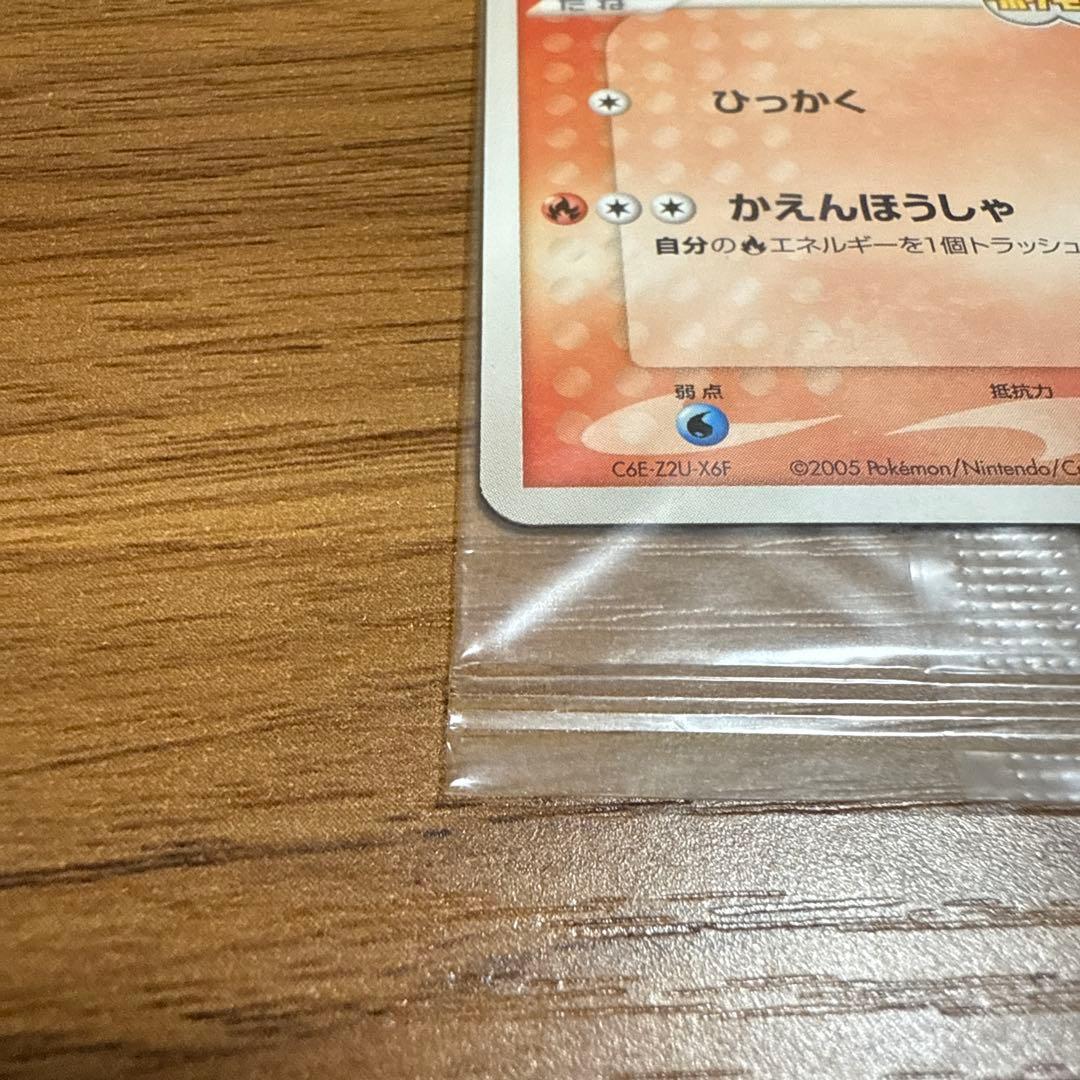 たね
ひっかく
かえんほうしゃ
自分の エネルギーを1個トラッシュ
弱点
抵抗力
C6E-Z2U-X6F
©2005 Pokémon/Nintendo/C